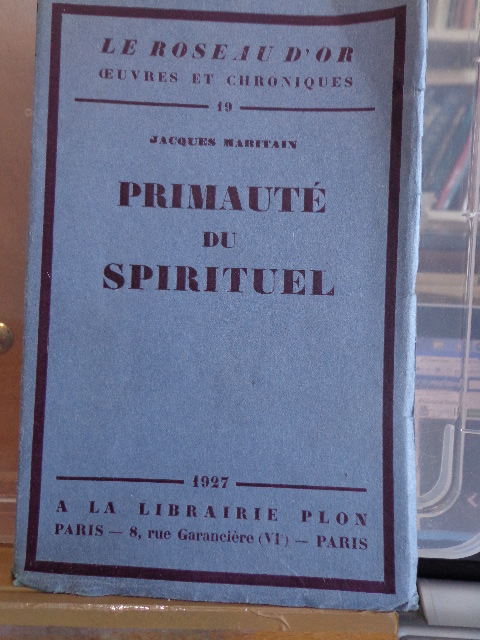 LE ROSEAU D'OR
ŒUVRES ET CHRONIQUES
19
JACQUES MARITAIN
PRIMAUTÉ
DU
SPIRITUEL
1927
A LA LIBRAIRIE PLON
PARIS — 8, rue Garancière (VIᵉ) — PARIS